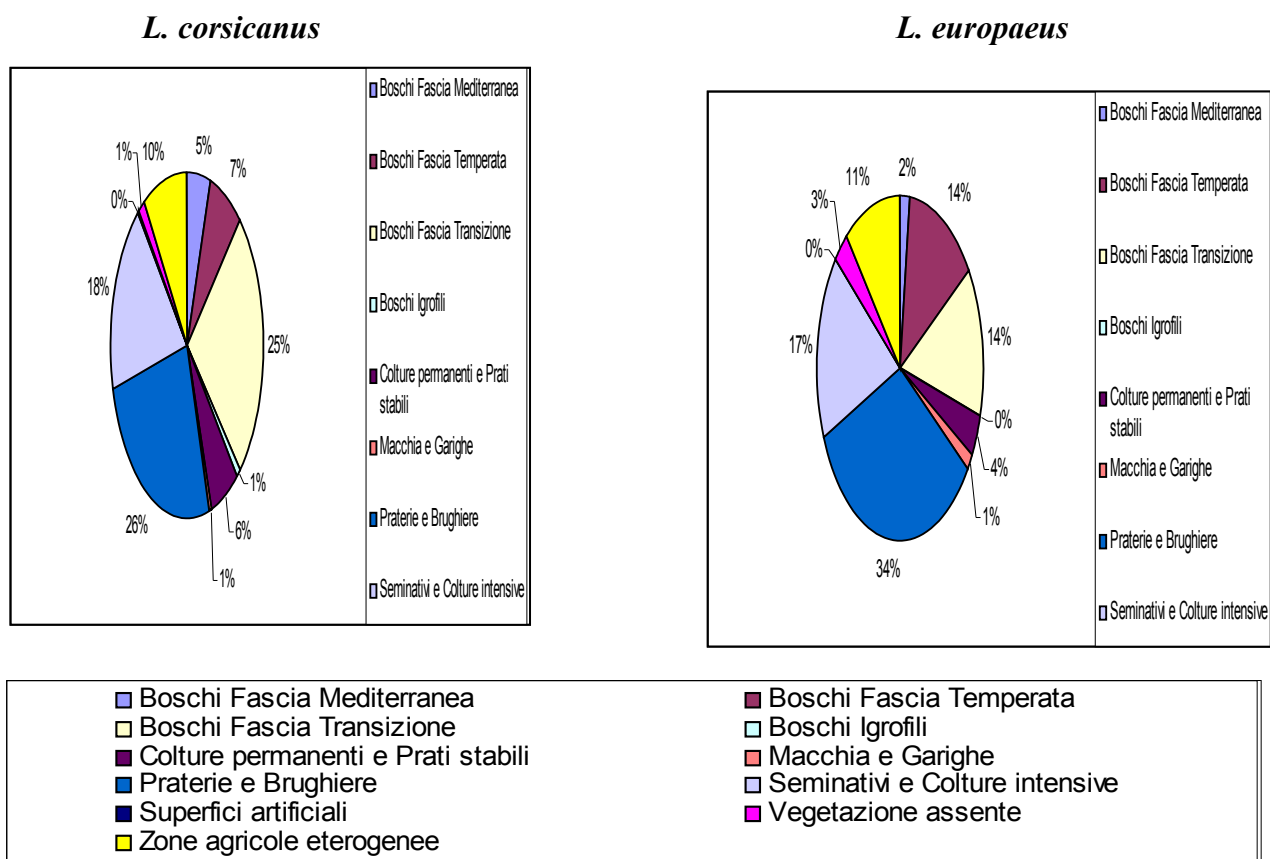 L. corsicanus
L. europaeus
1%
10%
5%
7%
0%
18%
25%
1%
26%
6%
1%
Boschi Fascia Mediterranea
Boschi Fascia Temperata
Boschi Fascia Transizione
Boschi Igrofili
Colture permanenti e Prati
stabili
Macchia e Garighe
Praterie e Brughiere
Seminativi e Colture intensive
11%
2%
14%
3%
0%
17%
14%
0%
4%
1%
34%
Boschi Fascia Mediterranea
Boschi Fascia Temperata
Boschi Fascia Transizione
Boschi Igrofili
Colture permanenti e Prati
stabili
Macchia e Garighe
Praterie e Brughiere
Seminativi e Colture intensive
Boschi Fascia Mediterranea
Boschi Fascia Temperata
Boschi Fascia Transizione
Boschi Igrofili
Colture permanenti e Prati stabili
Macchia e Garighe
Praterie e Brughiere
Seminativi e Colture intensive
Superfici artificiali
Vegetazione assente
Zone agricole eterogenee